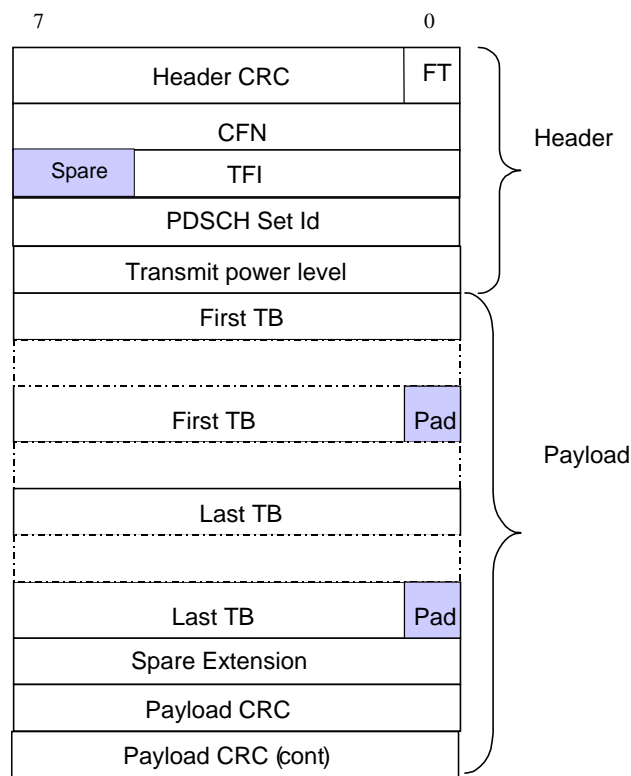 7 0
Header CRC FT
CFN
Spare TFI
PDSCH Set Id
Transmit power level
Header
First TB
First TB Pad
Payload
Last TB
Last TB Pad
Spare Extension
Payload CRC
Payload CRC (cont)